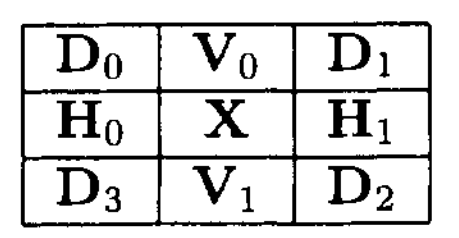 D₀ V₀ D₁
H₀ X H₁
D₃ V₁ D₂